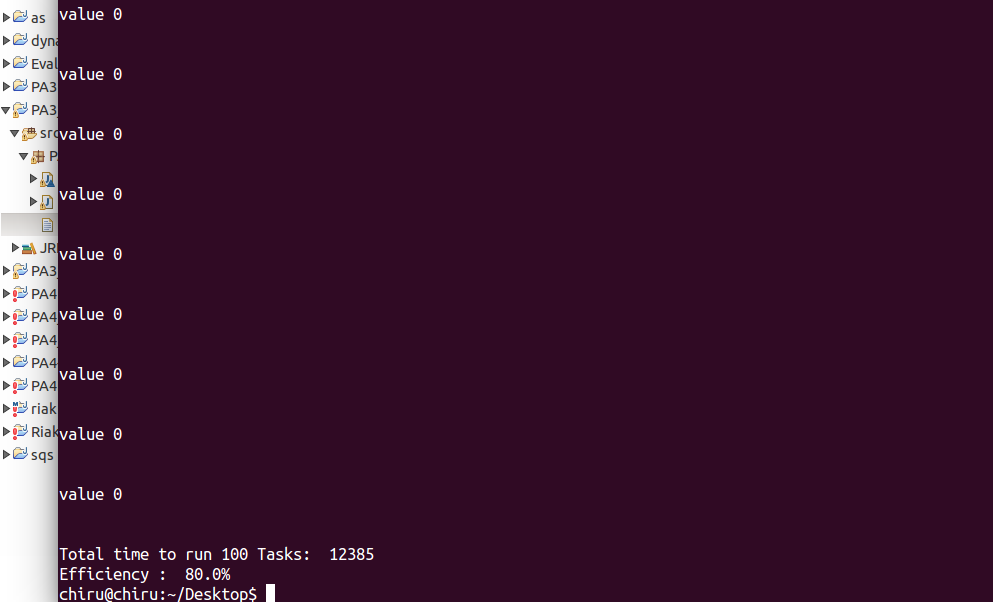 as
dyna
Eval
PA3
PA3
src
P
JRE
PA3
PA4
PA4
PA4
PA4
PA4
riak
Riak
sqs
value 0
value 0
value 0
value 0
value 0
value 0
value 0
value 0
value 0
Total time to run 100 Tasks:  12385
Efficiency :  80.0%
chiru@chiru:~/Desktop$